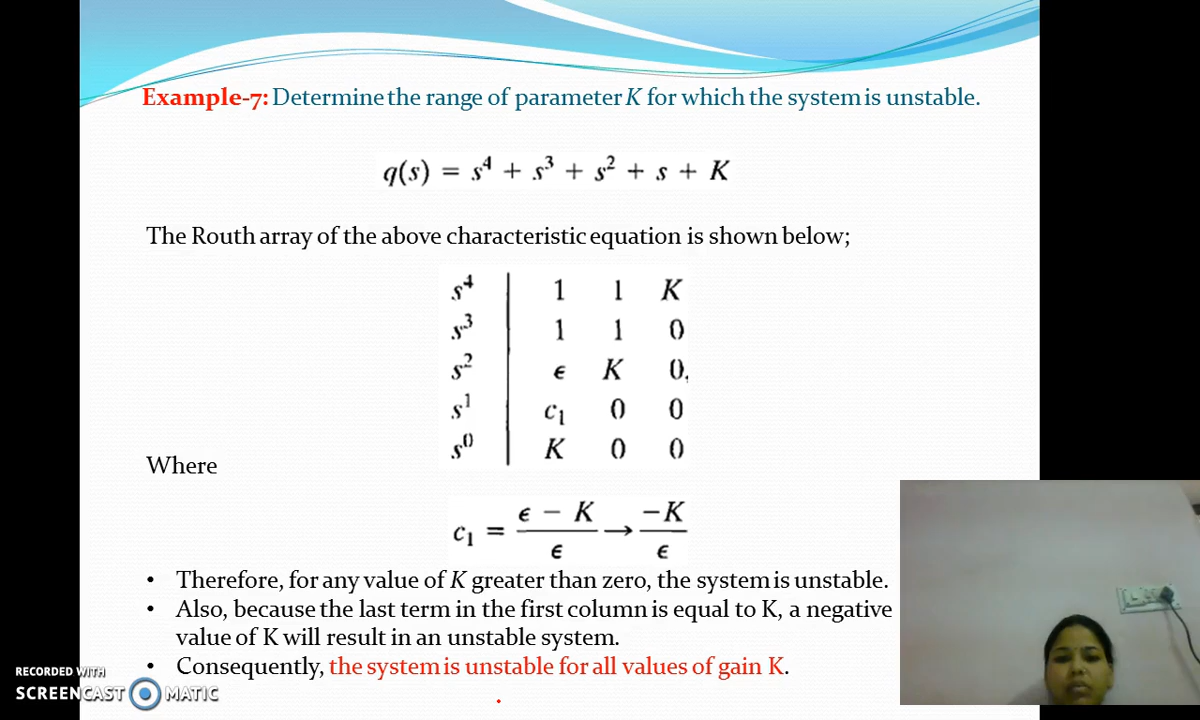 Example-7: Determine the range of parameter K for which the system is unstable.
q(s) = s⁴ + s³ + s² + s + K
The Routh array of the above characteristic equation is shown below;
s⁴ | 1 1 K
s³ | 1 1 0
s² | ϵ K 0,
s¹ | c₁ 0 0
s⁰ | K 0 0
Where
c₁ = (ϵ − K)/ϵ → −K/ϵ
• Therefore, for any value of K greater than zero, the system is unstable.
• Also, because the last term in the first column is equal to K, a negative
value of K will result in an unstable system.
• Consequently, the system is unstable for all values of gain K.
RECORDED WITH
SCREENCAST MATIC